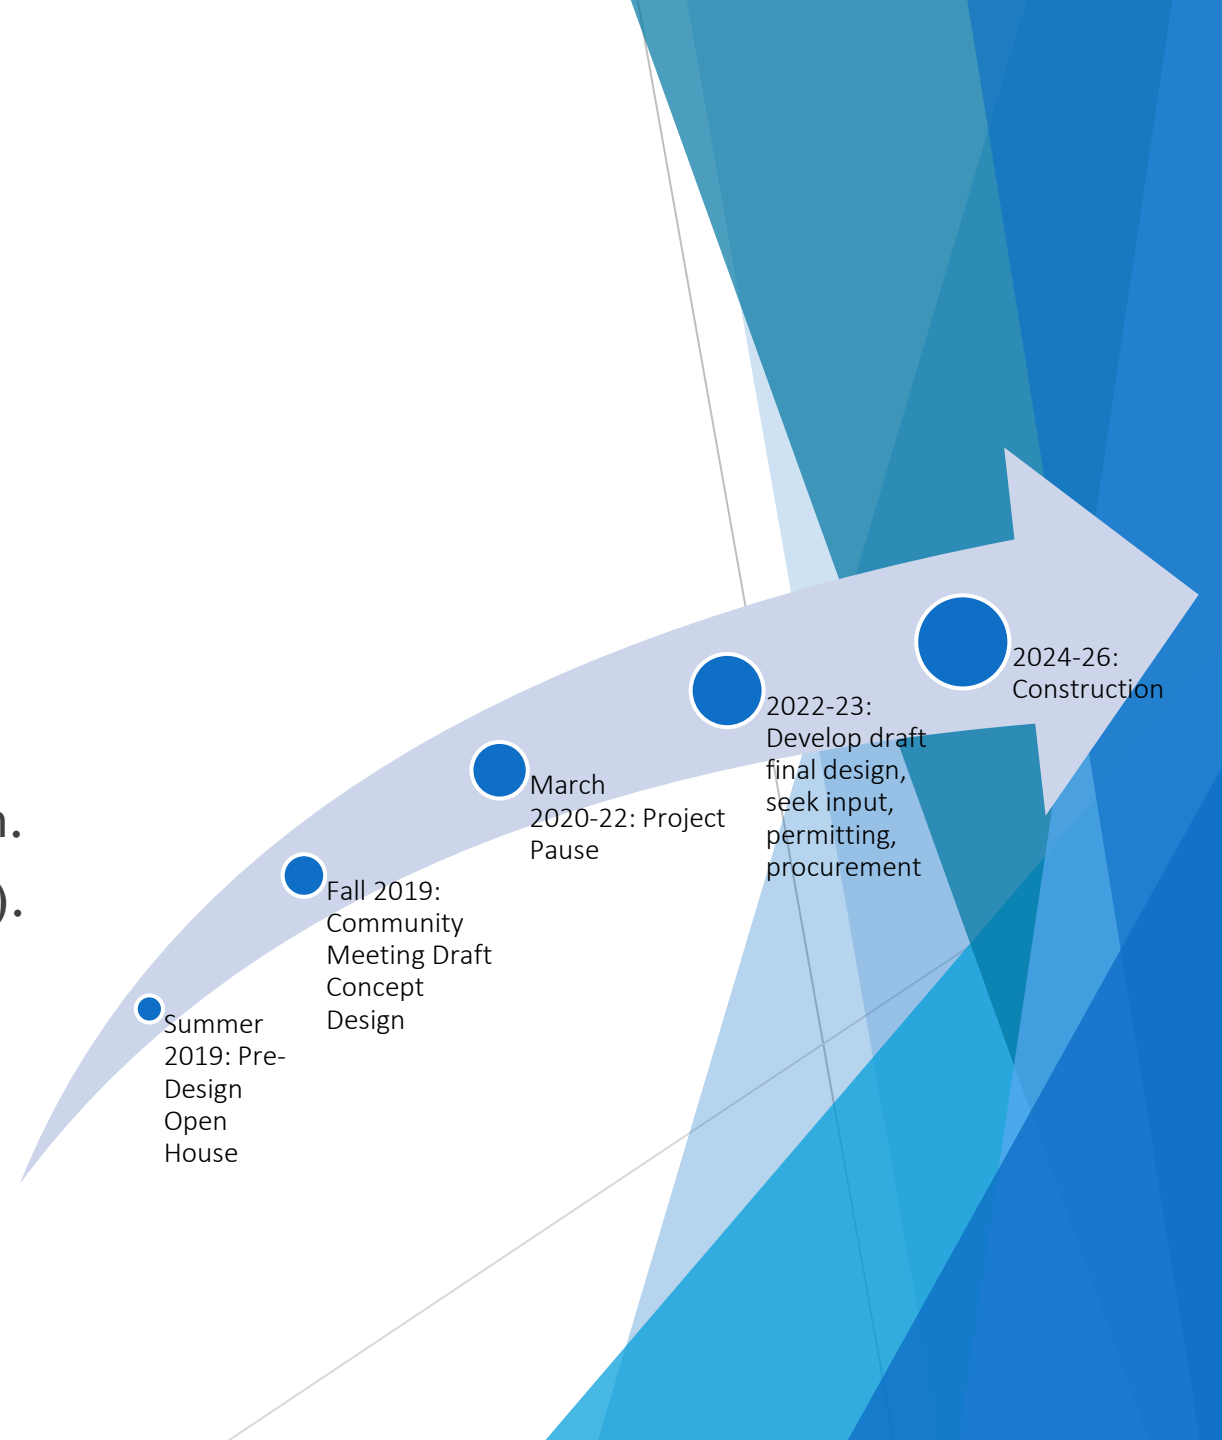 n.
).
Summer
2019: Pre-
Design
Open
House
Fall 2019:
Community
Meeting Draft
Concept
Design
March
2020-22: Project
Pause
2022-23:
Develop draft
final design,
seek input,
permitting,
procurement
2024-26:
Construction